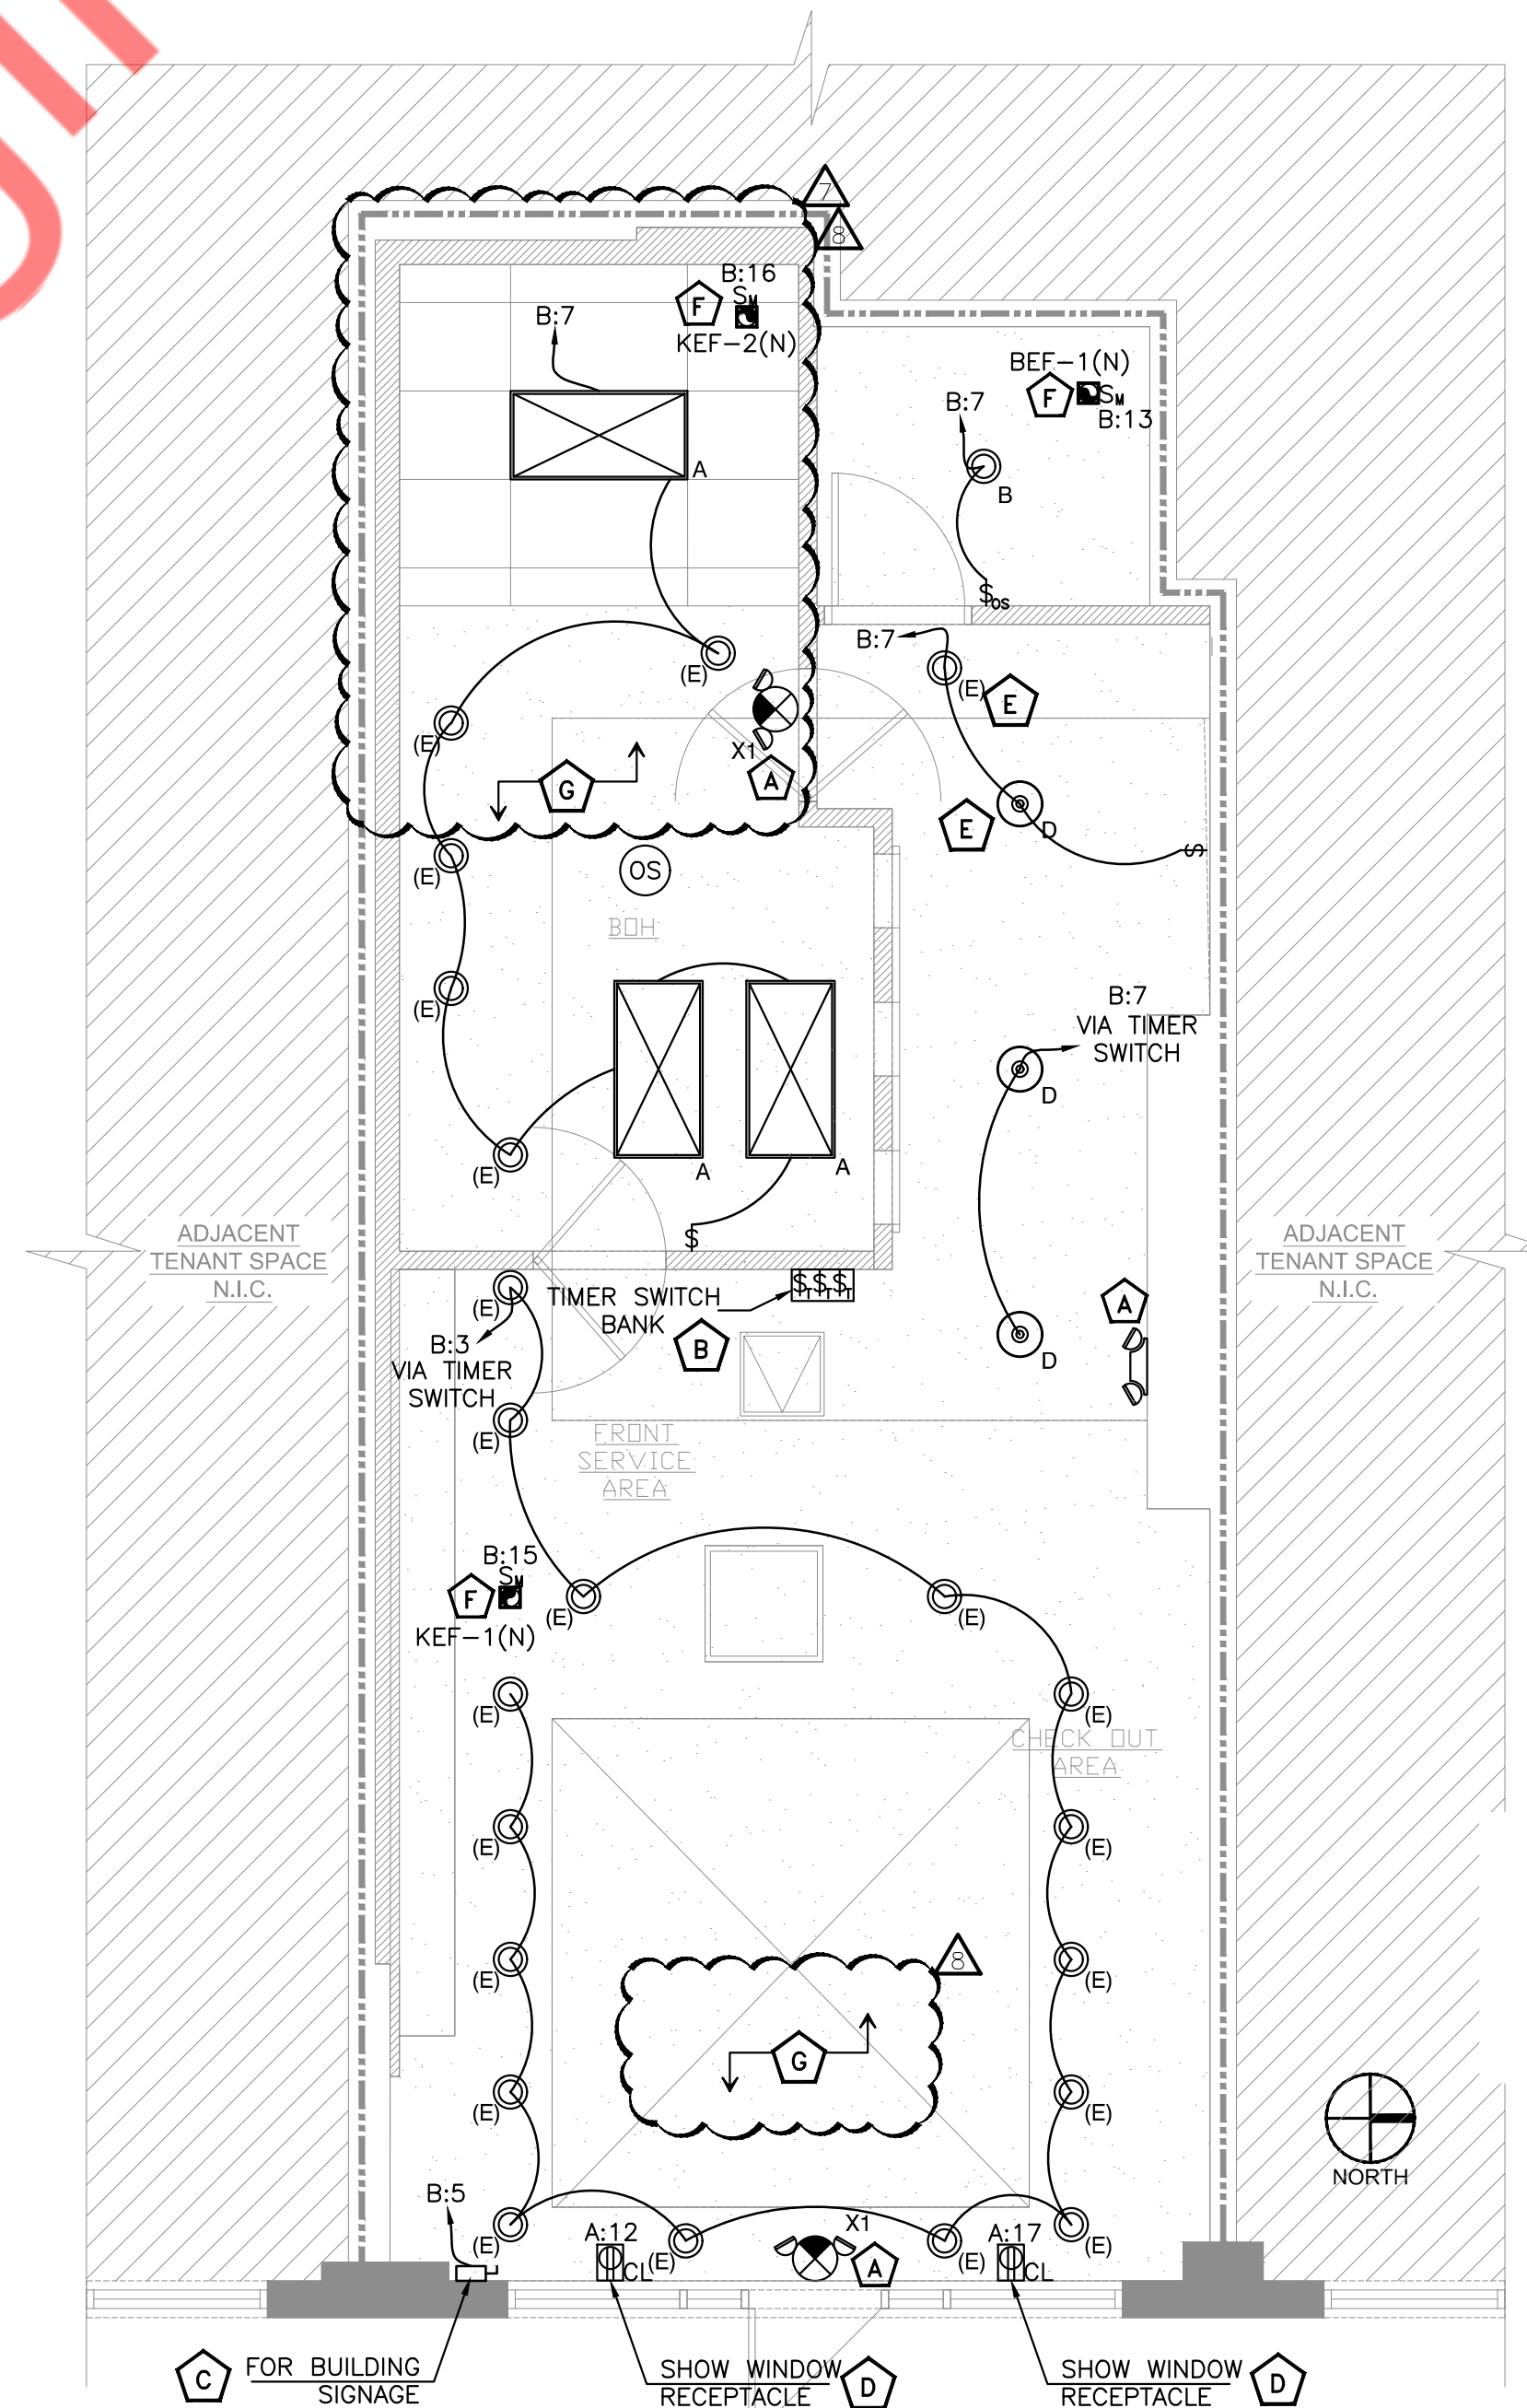 7
8
B:16
SM
F
KEF-2(N)
B:7
A
BEF-1(N)
F
SM
B:13
B:7
B
$OS
B:7
(E)
E
(E)
(E)
X1
A
G
E
D
$
(E)
OS
BOH
(E)
B:7
VIA TIMER
SWITCH
D
(E)
A
A
$
ADJACENT
TENANT SPACE
N.I.C.
ADJACENT
TENANT SPACE
N.I.C.
(E)
TIMER SWITCH
BANK
$T$T$T
B
A
B:3
VIA TIMER
SWITCH
D
(E)
FRONT
SERVICE
AREA
B:15
SM
F
KEF-1(N)
(E)
(E)
(E)
(E)
CHECK OUT
AREA
(E)
(E)
8
(E)
(E)
G
(E)
(E)
NORTH
B:5
(E)
A:12
CL
(E)
X1
A
(E)
A:17
CL
(E)
C
FOR BUILDING
SIGNAGE
SHOW WINDOW
RECEPTACLE
D
SHOW WINDOW
RECEPTACLE
D